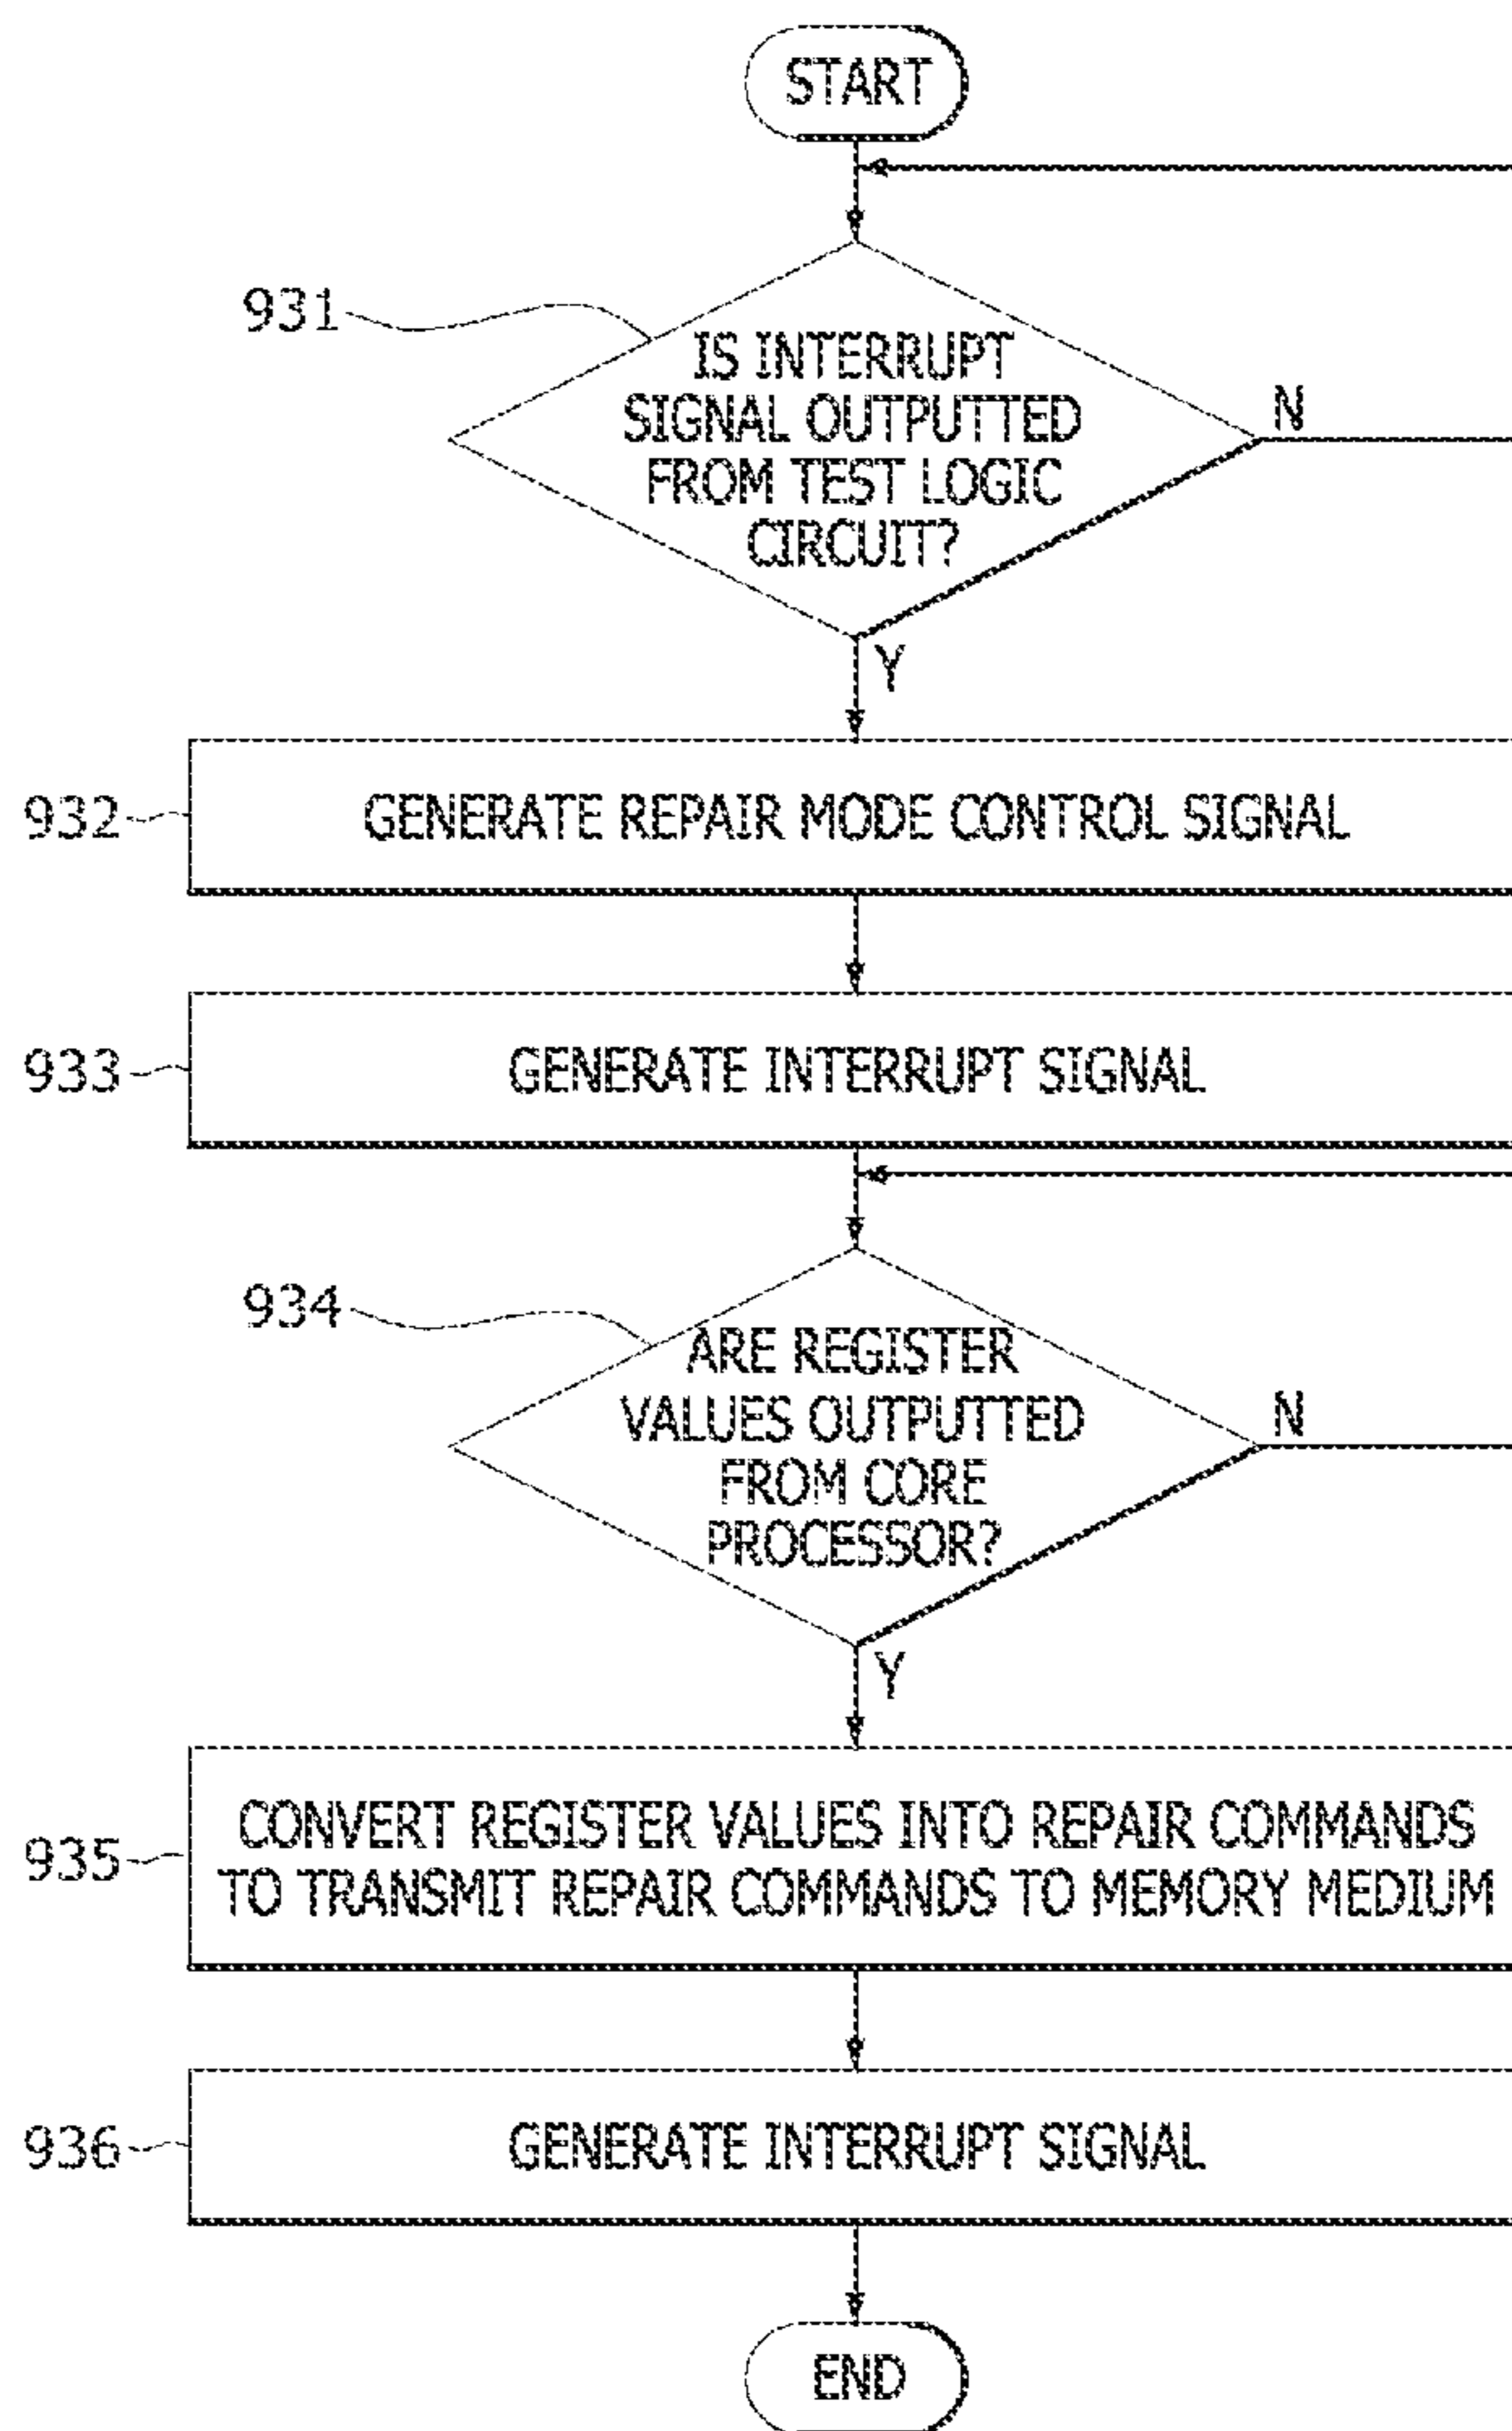 START
931
IS INTERRUPT
SIGNAL OUTPUTTED
FROM TEST LOGIC
CIRCUIT?
N
Y
932
GENERATE REPAIR MODE CONTROL SIGNAL
933
GENERATE INTERRUPT SIGNAL
934
ARE REGISTER
VALUES OUTPUTTED
FROM CORE
PROCESSOR?
N
Y
935
CONVERT REGISTER VALUES INTO REPAIR COMMANDS
TO TRANSMIT REPAIR COMMANDS TO MEMORY MEDIUM
936
GENERATE INTERRUPT SIGNAL
END